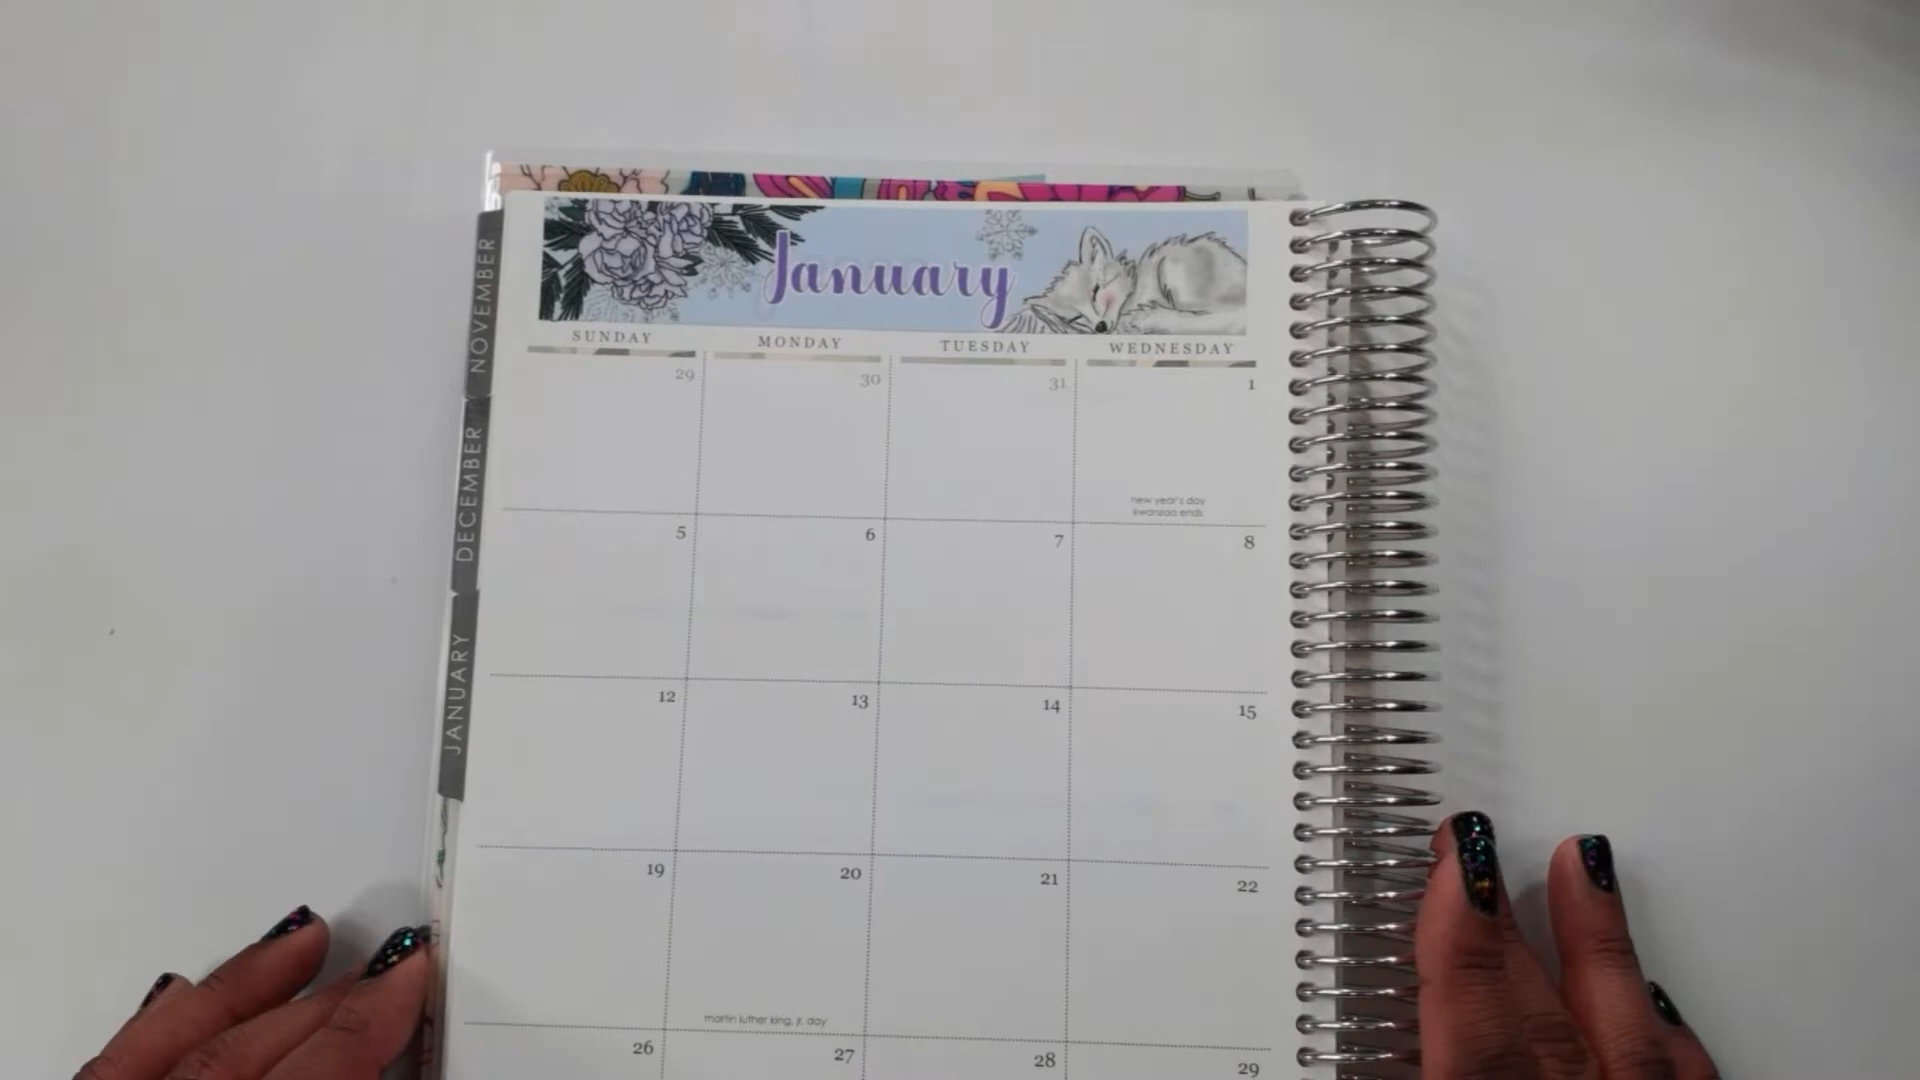 January
SUNDAY MONDAY TUESDAY WEDNESDAY
29 30 31 1
new year's day
kwanzaa ends
5 6 7 8
12 13 14 15
19 20 21 22
martin luther king, jr. day
26 27 28 29
NOVEMBER
DECEMBER
JANUARY